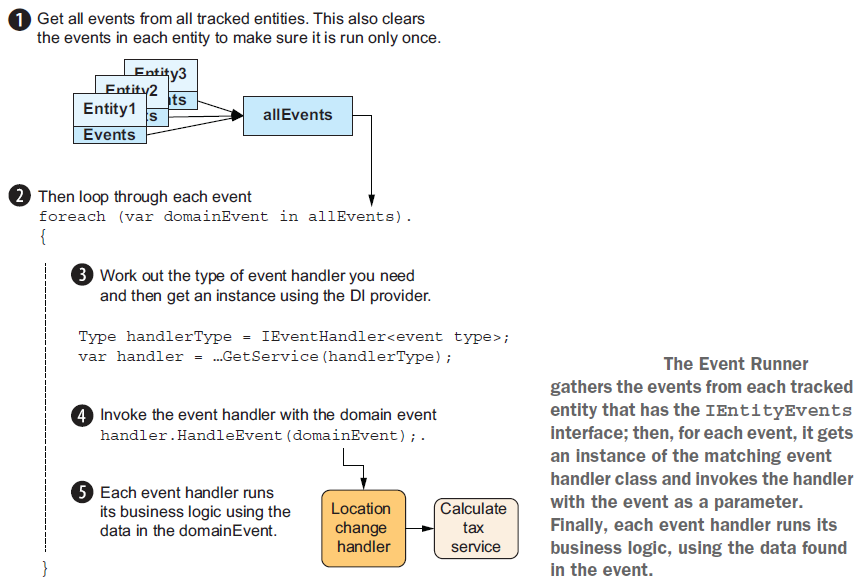 1 Get all events from all tracked entities. This also clears
the events in each entity to make sure it is run only once.
Entity3
Entity2
nts
Entity1
s
Events
allEvents
2 Then loop through each event
foreach (var domainEvent in allEvents).
{
3 Work out the type of event handler you need
and then get an instance using the DI provider.
Type handlerType = IEventHandler<event type>;
var handler = …GetService(handlerType);
4 Invoke the event handler with the domain event
handler.HandleEvent(domainEvent);.
5 Each event handler runs
its business logic using the
data in the domainEvent.
Location
change
handler
Calculate
tax
service
}
The Event Runner
gathers the events from each tracked
entity that has the IEntityEvents
interface; then, for each event, it gets
an instance of the matching event
handler class and invokes the handler
with the event as a parameter.
Finally, each event handler runs its
business logic, using the data found
in the event.